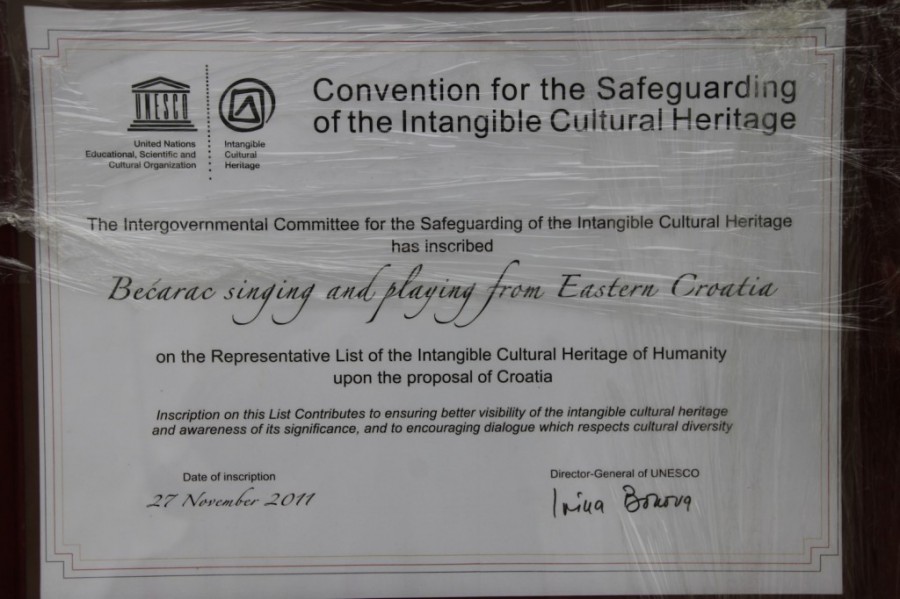 Convention for the Safeguarding
of the Intangible Cultural Heritage
UNESCO
United Nations
Educational, Scientific and
Cultural Organization
Intangible
Cultural
Heritage
The Intergovernmental Committee for the Safeguarding of the Intangible Cultural Heritage
has inscribed
Bećarac singing and playing from Eastern Croatia
on the Representative List of the Intangible Cultural Heritage of Humanity
upon the proposal of Croatia
Inscription on this List Contributes to ensuring better visibility of the intangible cultural heritage
and awareness of its significance, and to encouraging dialogue which respects cultural diversity
Date of inscription
27 November 2011
Director-General of UNESCO
Irina Bokova